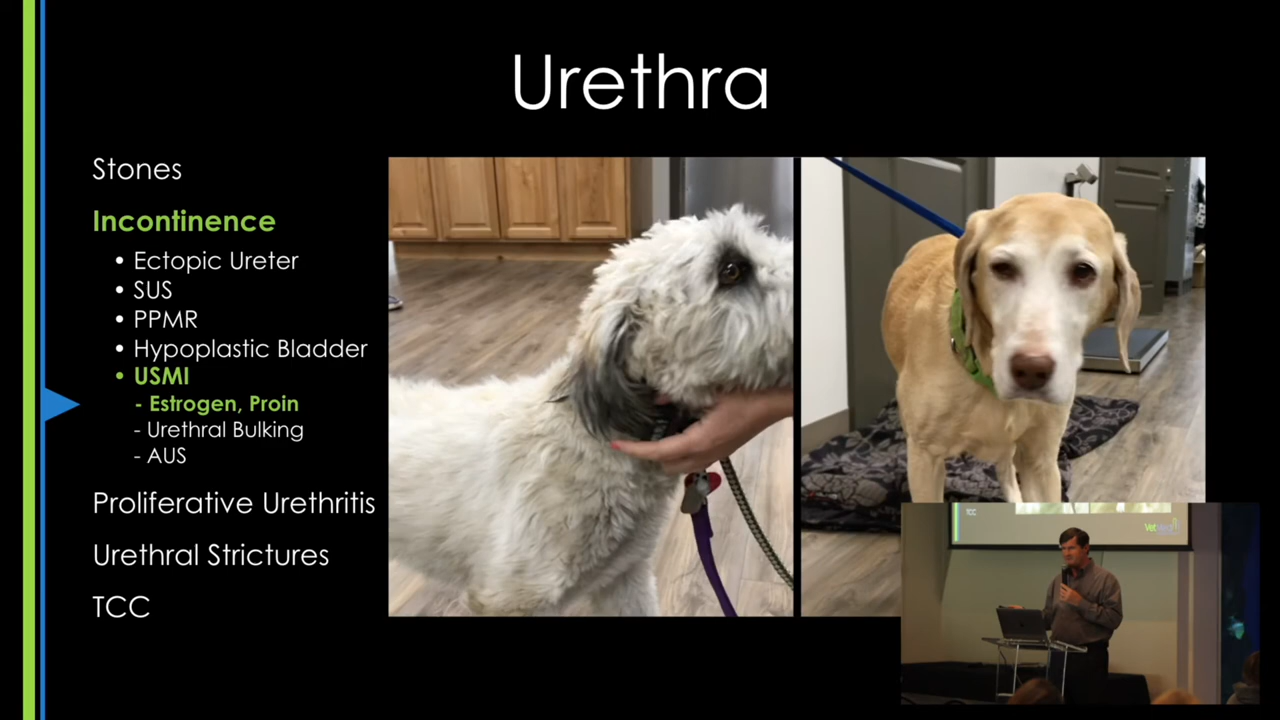 Urethra
Stones
Incontinence
• Ectopic Ureter
• SUS
• PPMR
• Hypoplastic Bladder
• USMI
- Estrogen, Proin
- Urethral Bulking
- AUS
Proliferative Urethritis
Urethral Strictures
TCC
TCC